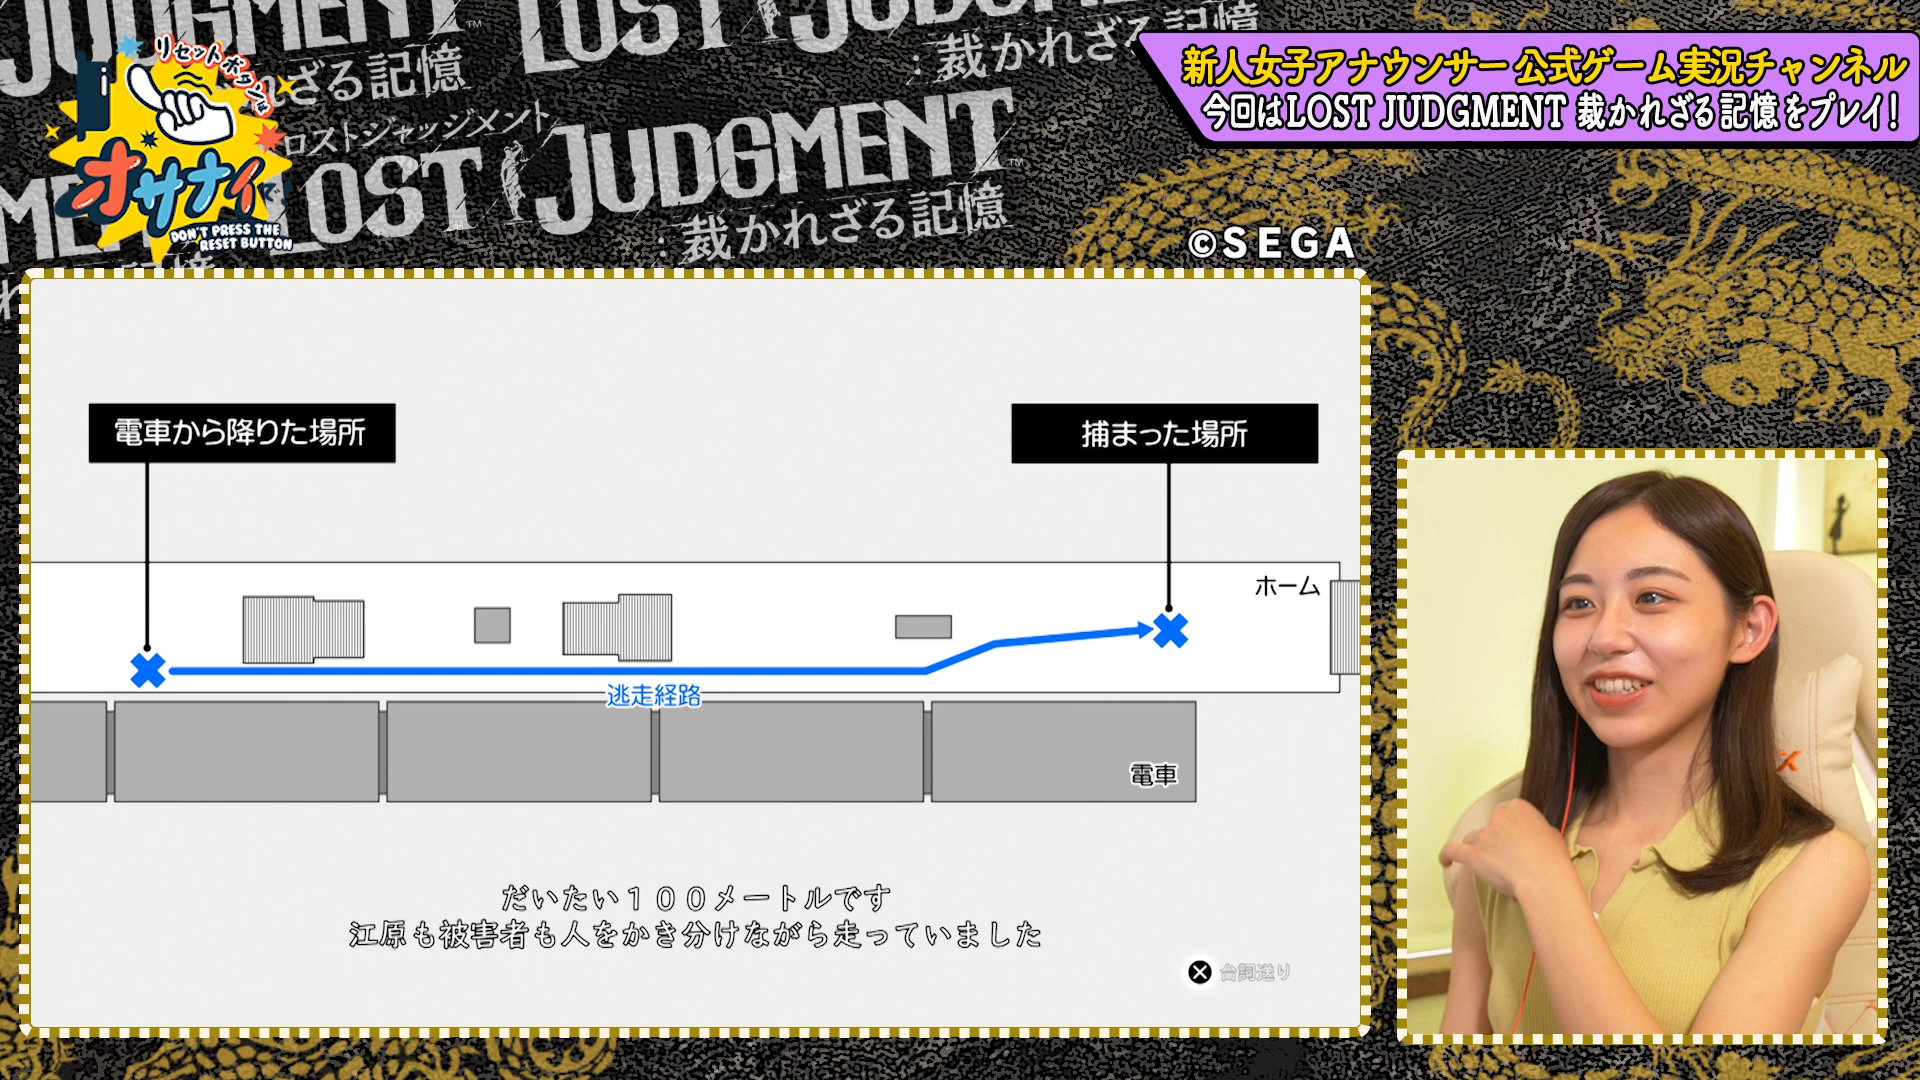 JUDGMENT
LOST JUDGMENT
れざる記憶
:裁かれざる記憶
ロストジャッジメント
LOST JUDGMENT
:裁かれざる記憶
リセットボタンは
オサナイ
DON'T PRESS THE
RESET BUTTON
新人女子アナウンサー公式ゲーム実況チャンネル
今回はLOST JUDGMENT 裁かれざる記憶をプレイ!
©SEGA
電車から降りた場所
捕まった場所
ホーム
逃走経路
電車
だいたい１００メートルです
江原も被害者も人をかき分けながら走っていました
台詞送り